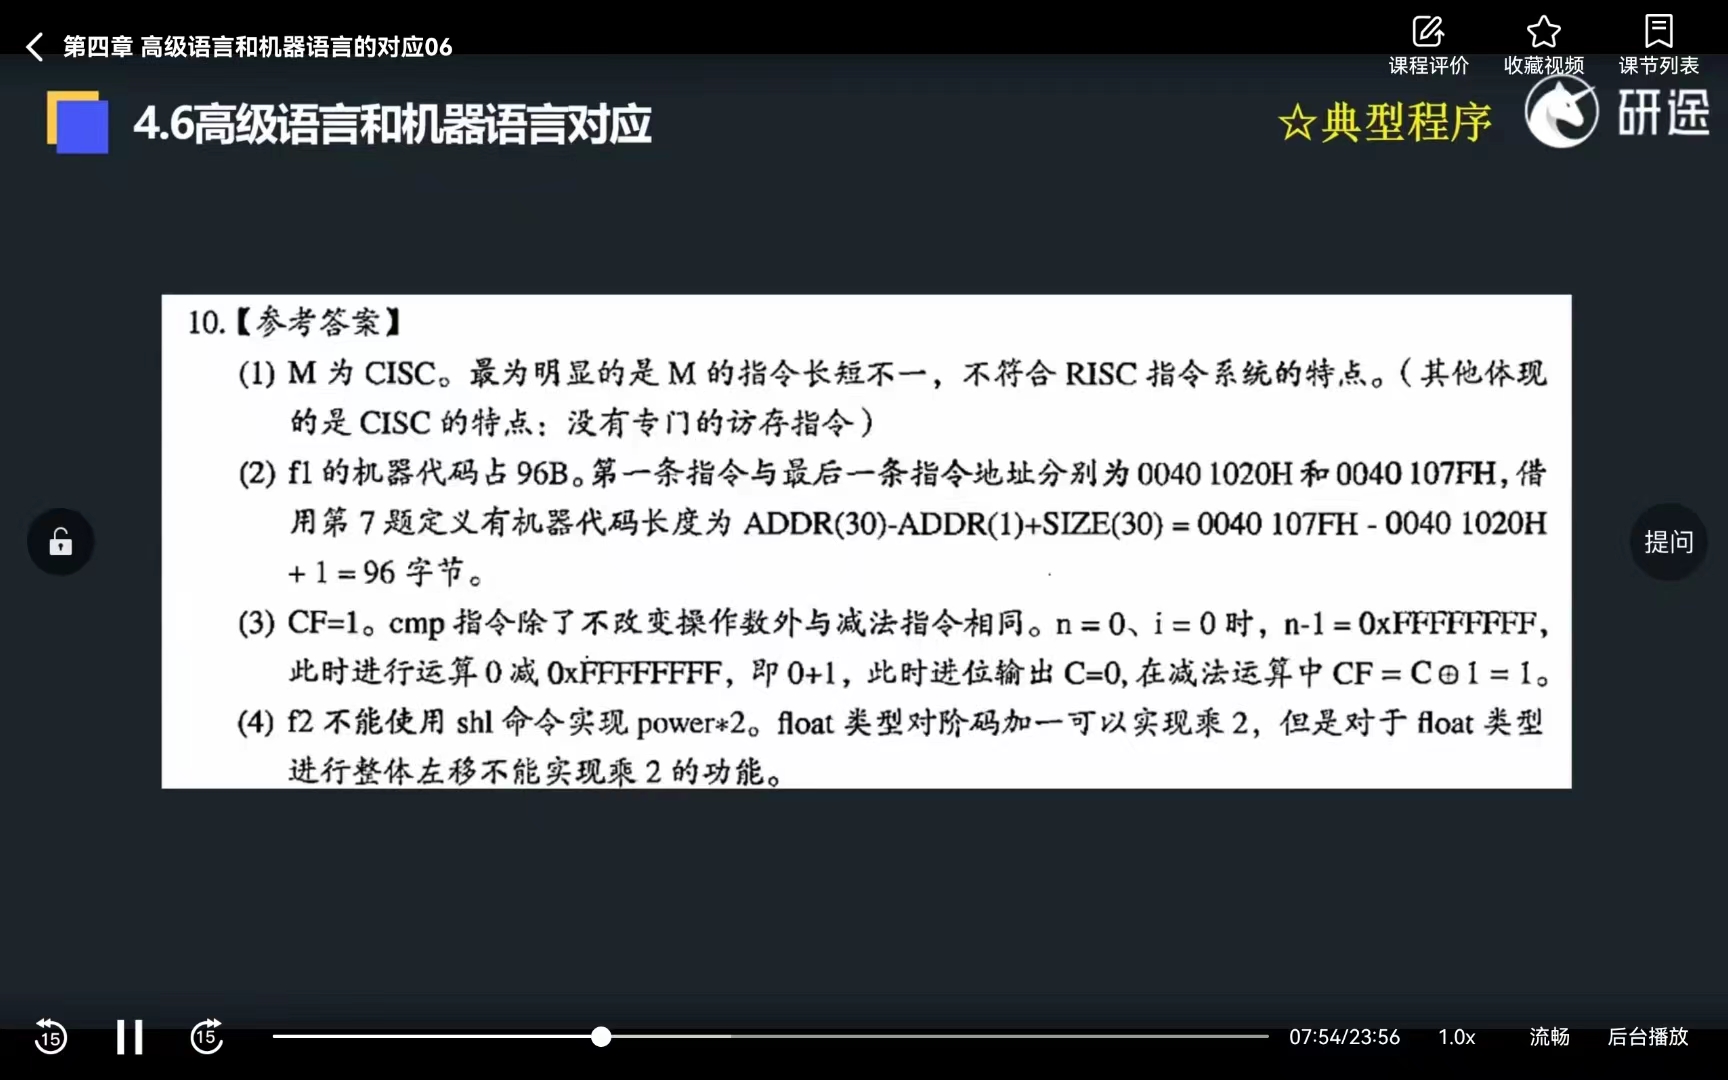 第四章 高级语言和机器语言的对应06
课程评价
收藏视频
课节列表
4.6高级语言和机器语言对应
☆典型程序
研途
10.【参考答案】
(1) M 为 CISC。最为明显的是 M 的指令长短不一，不符合 RISC 指令系统的特点。（其他体现
的是 CISC 的特点：没有专门的访存指令）
(2) f1 的机器代码占 96B。第一条指令与最后一条指令地址分别为 0040 1020H 和 0040 107FH，借
用第 7 题定义有机器代码长度为 ADDR(30)-ADDR(1)+SIZE(30) = 0040 107FH - 0040 1020H
+ 1 = 96 字节。
(3) CF=1。cmp 指令除了不改变操作数外与减法指令相同。n = 0、i = 0 时，n-1 = 0xFFFFFFFF，
此时进行运算 0 减 0xFFFFFFFF，即 0+1，此时进位输出 C=0，在减法运算中 CF = C⊕1 = 1。
(4) f2 不能使用 shl 命令实现 power*2。float 类型对阶码加一可以实现乘 2，但是对于 float 类型
进行整体左移不能实现乘 2 的功能。
提问
15
15
07:54/23:56
1.0x
流畅
后台播放